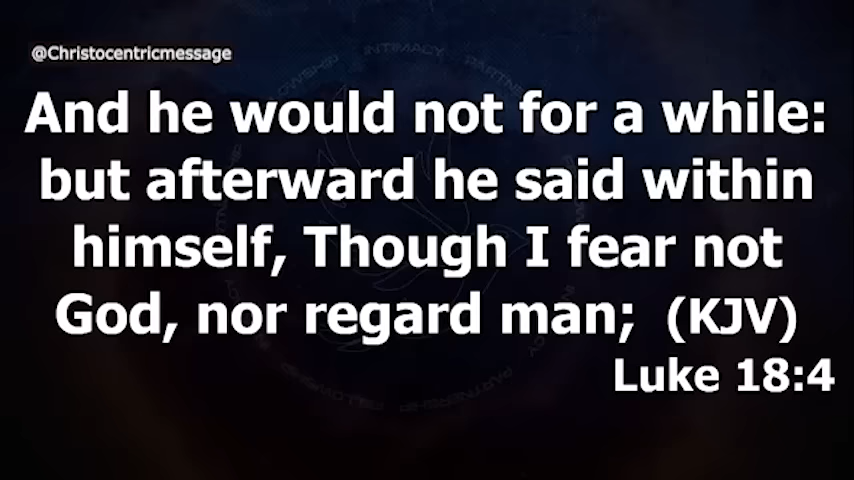 @Christocentricmessage
INTIMACY
And he would not for a while:
but afterward he said within
himself, Though I fear not
God, nor regard man; (KJV)
Luke 18:4